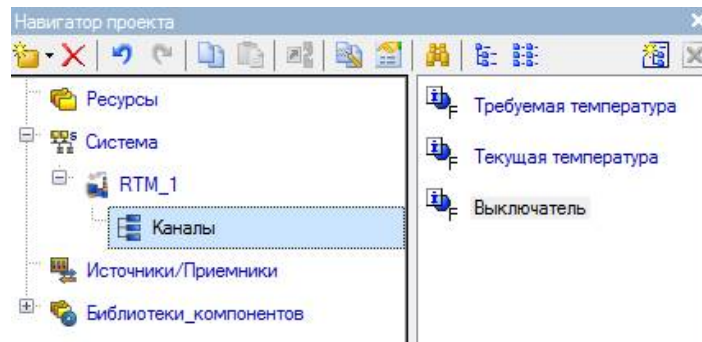 Навигатор проекта
Ресурсы
Система
RTM_1
Каналы
Источники/Приемники
Библиотеки_компонентов
Требуемая температура
Текущая температура
Выключатель